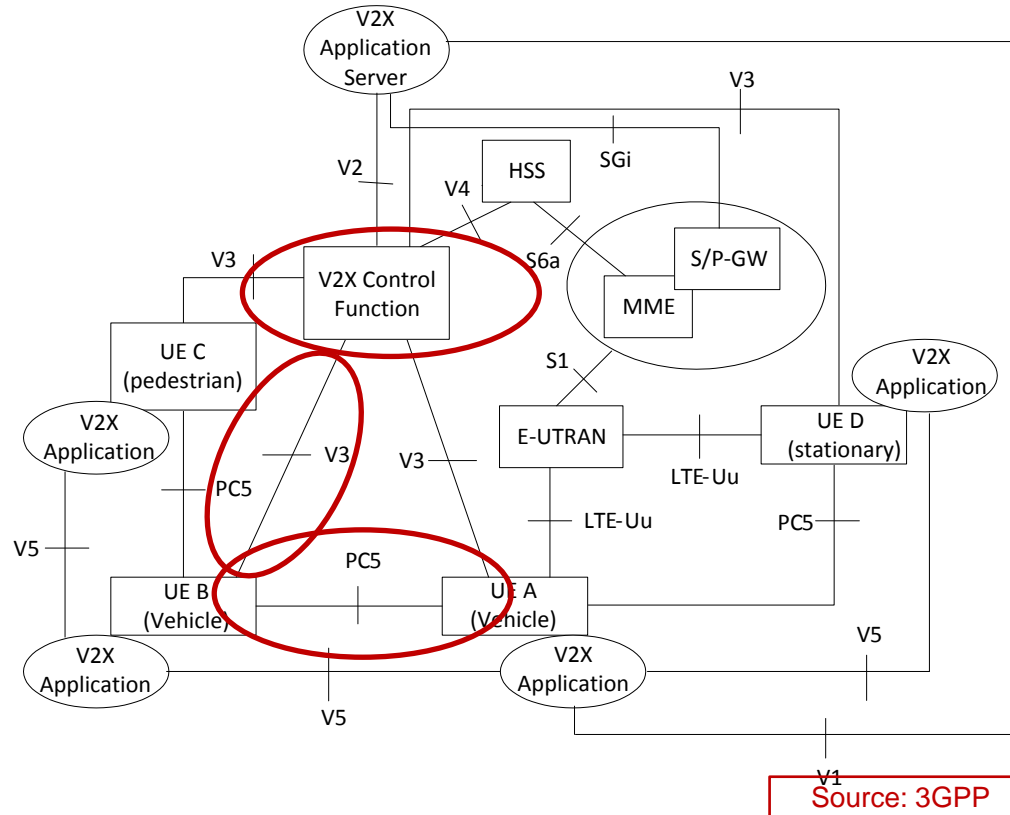 V2X
Application
Server
V3
SGi
V2
HSS
V4
S6a
S/P-GW
MME
V3
V2X Control
Function
S1
UE C
(pedestrian)
V2X
Application
V2X
Application
E-UTRAN
UE D
(stationary)
LTE-Uu
V3
V3
PC5
LTE-Uu
PC5
V5
PC5
UE B
(Vehicle)
UE A
(Vehicle)
V2X
Application
V5
V2X
Application
V5
V1
Source: 3GPP